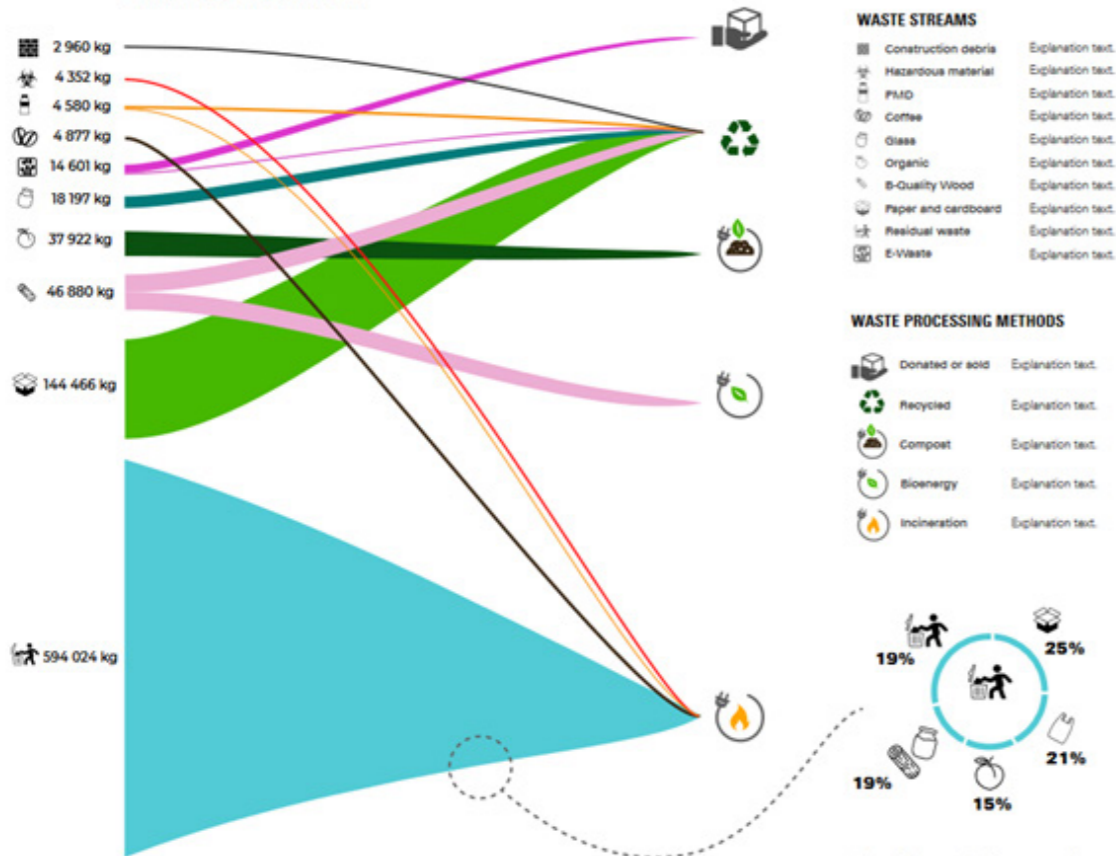 2 960 kg
4 352 kg
4 580 kg
4 877 kg
14 601 kg
18 197 kg
37 922 kg
46 880 kg
144 466 kg
594 024 kg
WASTE STREAMS
Construction debris Explanation text.
Hazardous material Explanation text.
PMD Explanation text.
Coffee Explanation text.
Glass Explanation text.
Organic Explanation text.
B-Quality Wood Explanation text.
Paper and cardboard Explanation text.
Residual waste Explanation text.
E-Waste Explanation text.
WASTE PROCESSING METHODS
Donated or sold Explanation text.
Recycled Explanation text.
Compost Explanation text.
Bioenergy Explanation text.
Incineration Explanation text.
19%
25%
21%
19%
15%